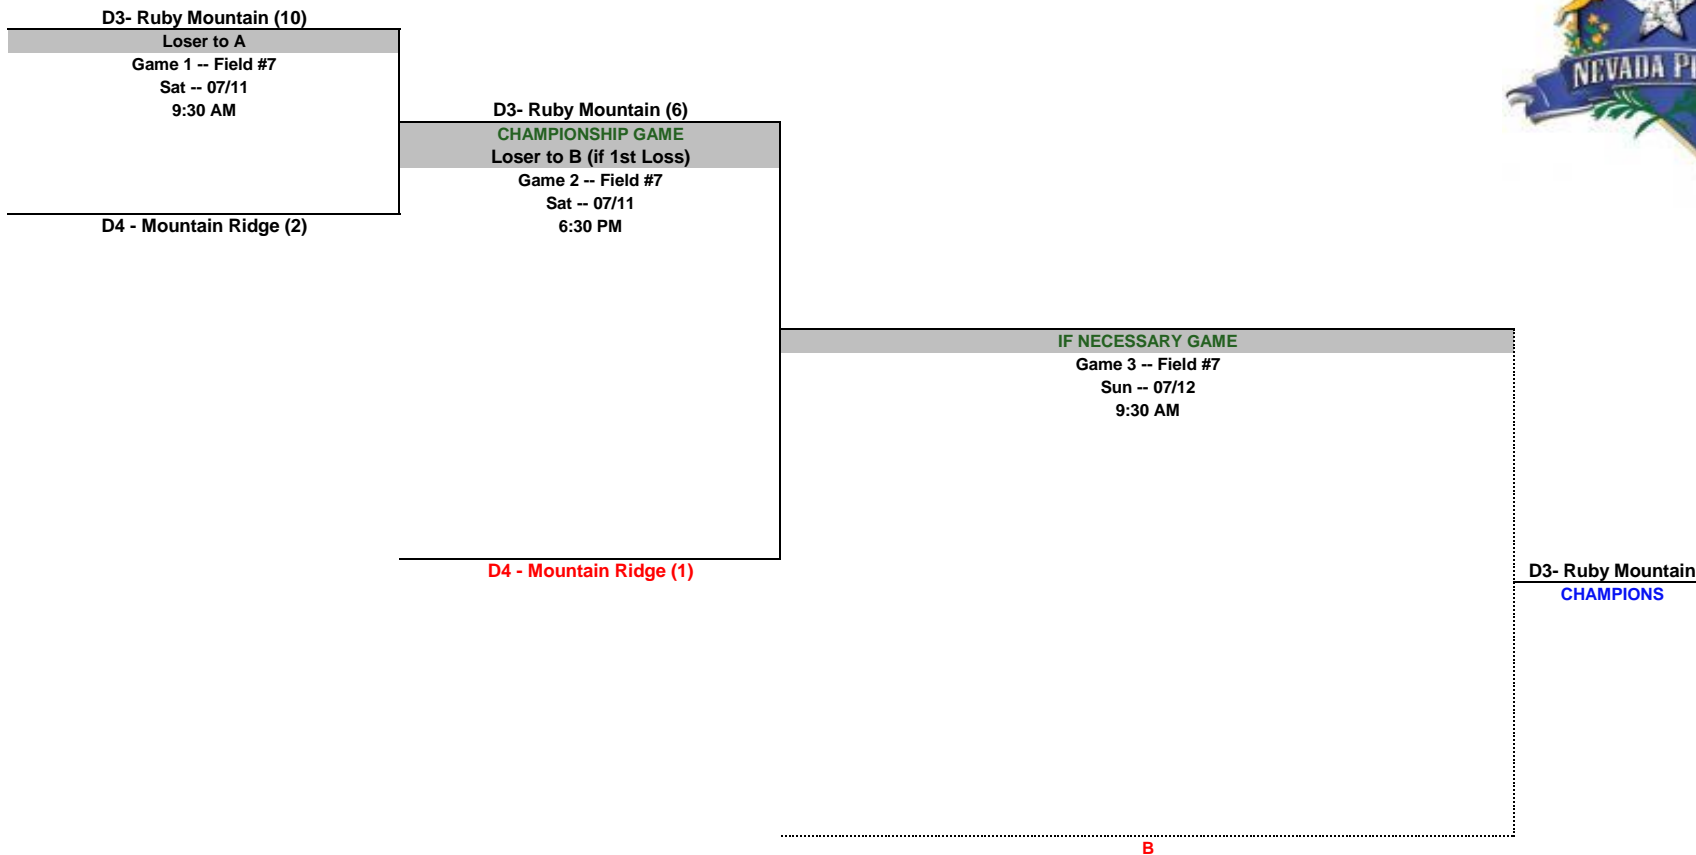 D3- Ruby Mountain (10)
Loser to A
Game 1 -- Field #7
Sat -- 07/11
9:30 AM
D4 - Mountain Ridge (2)
D3- Ruby Mountain (6)
CHAMPIONSHIP GAME
Loser to B (if 1st Loss)
Game 2 -- Field #7
Sat -- 07/11
6:30 PM
D4 - Mountain Ridge (1)
IF NECESSARY GAME
Game 3 -- Field #7
Sun -- 07/12
9:30 AM
B
D3- Ruby Mountain
CHAMPIONS
NEVADA